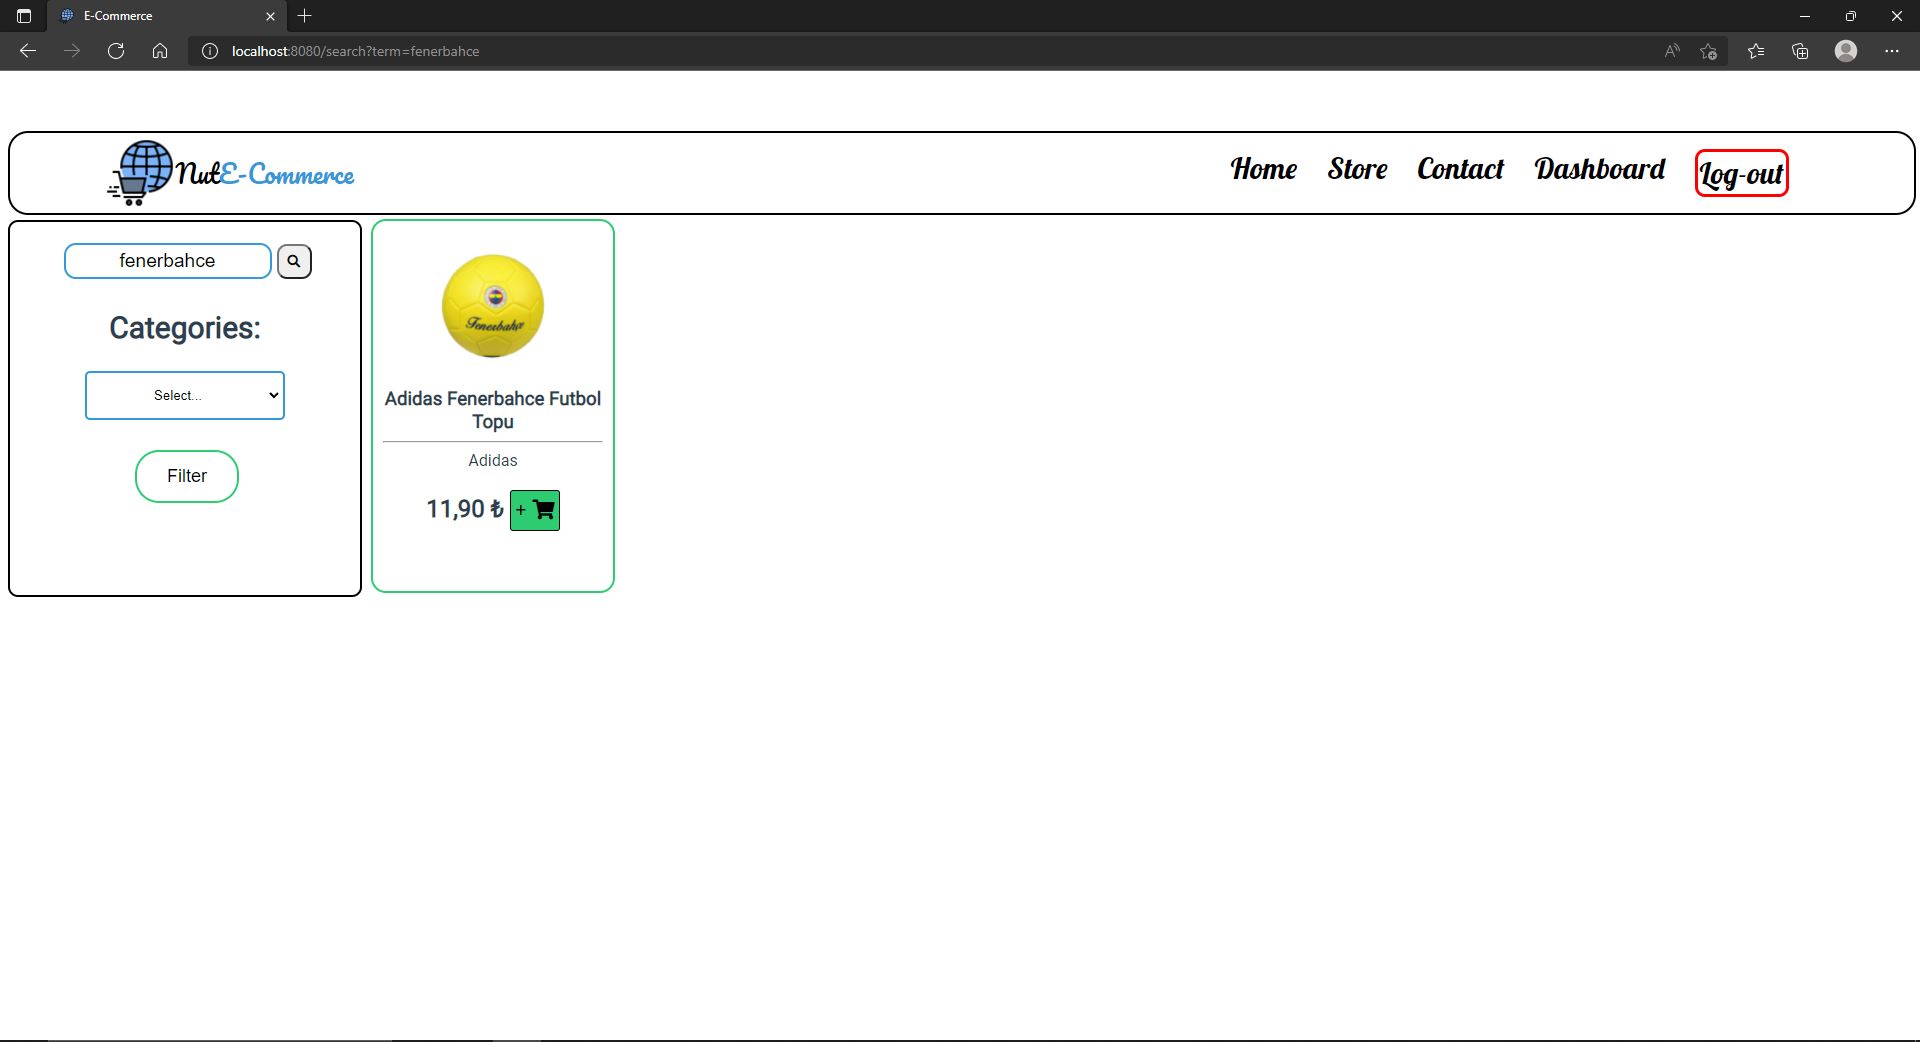 E-Commerce
localhost:8080/search?term=fenerbahce
NutE-Commerce
Home Store Contact Dashboard Log-out
fenerbahce
Categories:
Select...
Filter
Fenerbahçe
Adidas Fenerbahce Futbol
Topu
Adidas
11,90 ₺ +